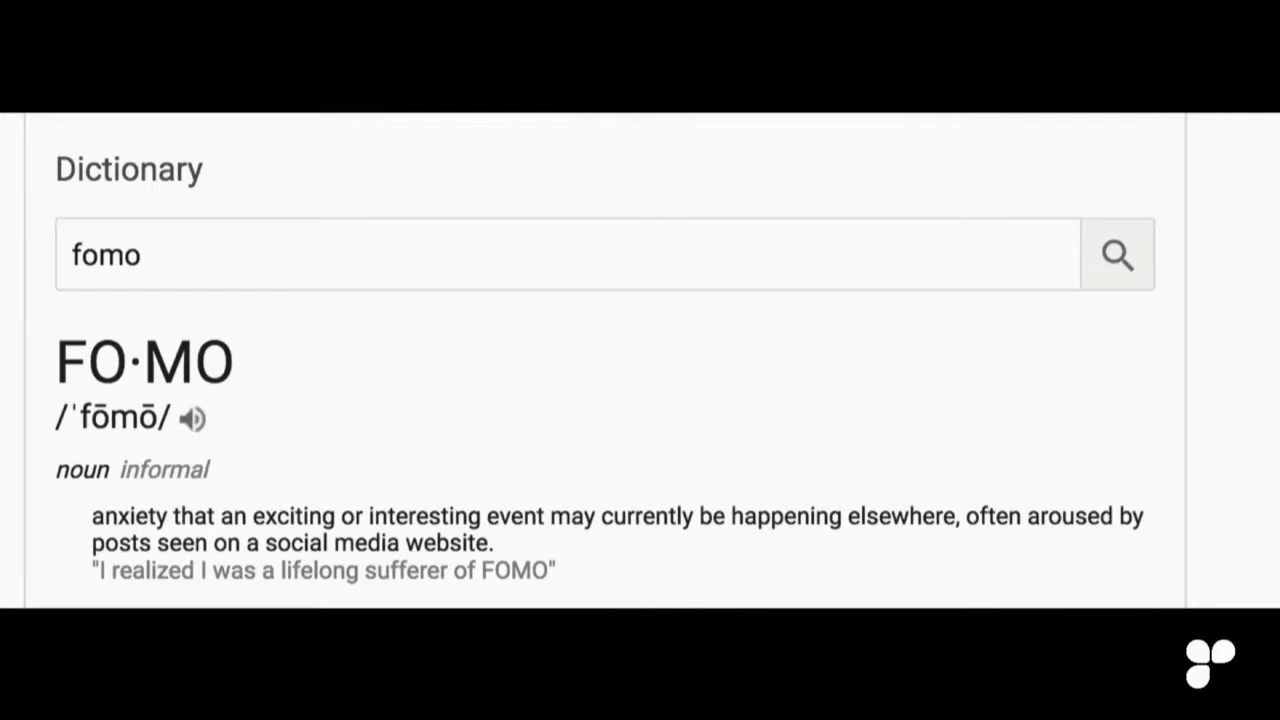 Dictionary
fomo
FO·MO
/ˈfōmō/
noun informal
anxiety that an exciting or interesting event may currently be happening elsewhere, often aroused by
posts seen on a social media website.
"I realized I was a lifelong sufferer of FOMO"